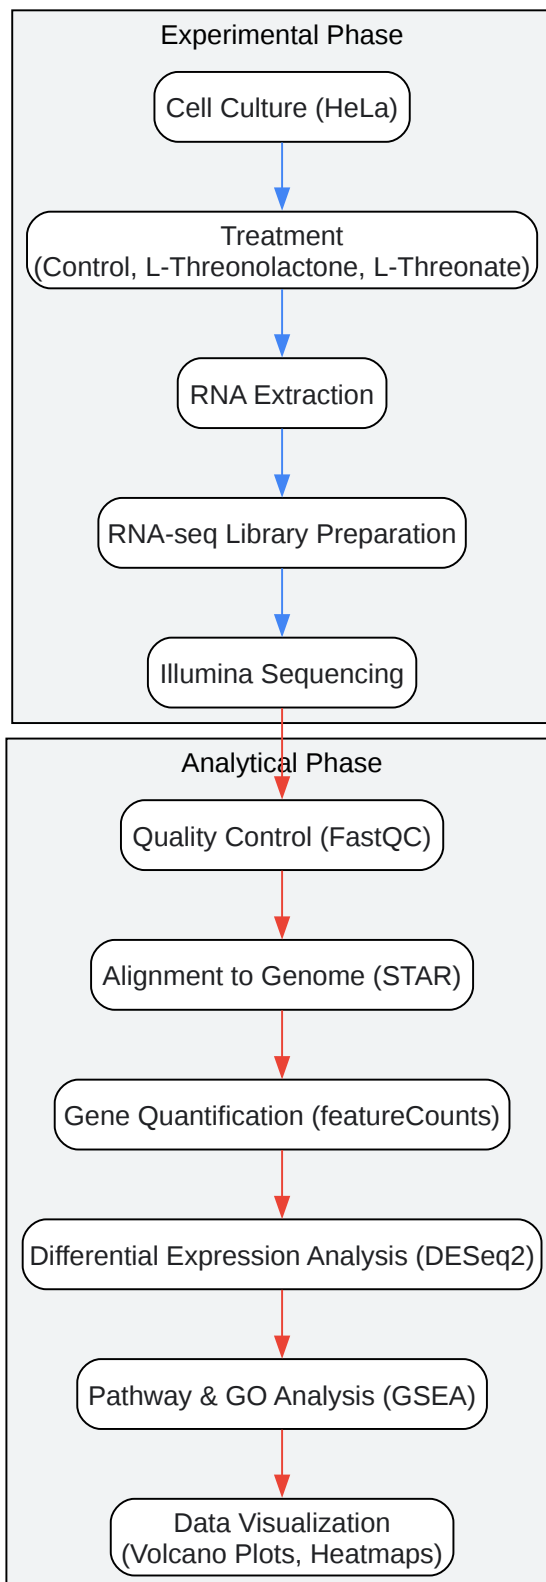 Experimental Phase
Cell Culture (HeLa)
Treatment
(Control, L-Threonolactone, L-Threonate)
RNA Extraction
RNA-seq Library Preparation
Illumina Sequencing
Analytical Phase
Quality Control (FastQC)
Alignment to Genome (STAR)
Gene Quantification (featureCounts)
Differential Expression Analysis (DESeq2)
Pathway & GO Analysis (GSEA)
Data Visualization
(Volcano Plots, Heatmaps)